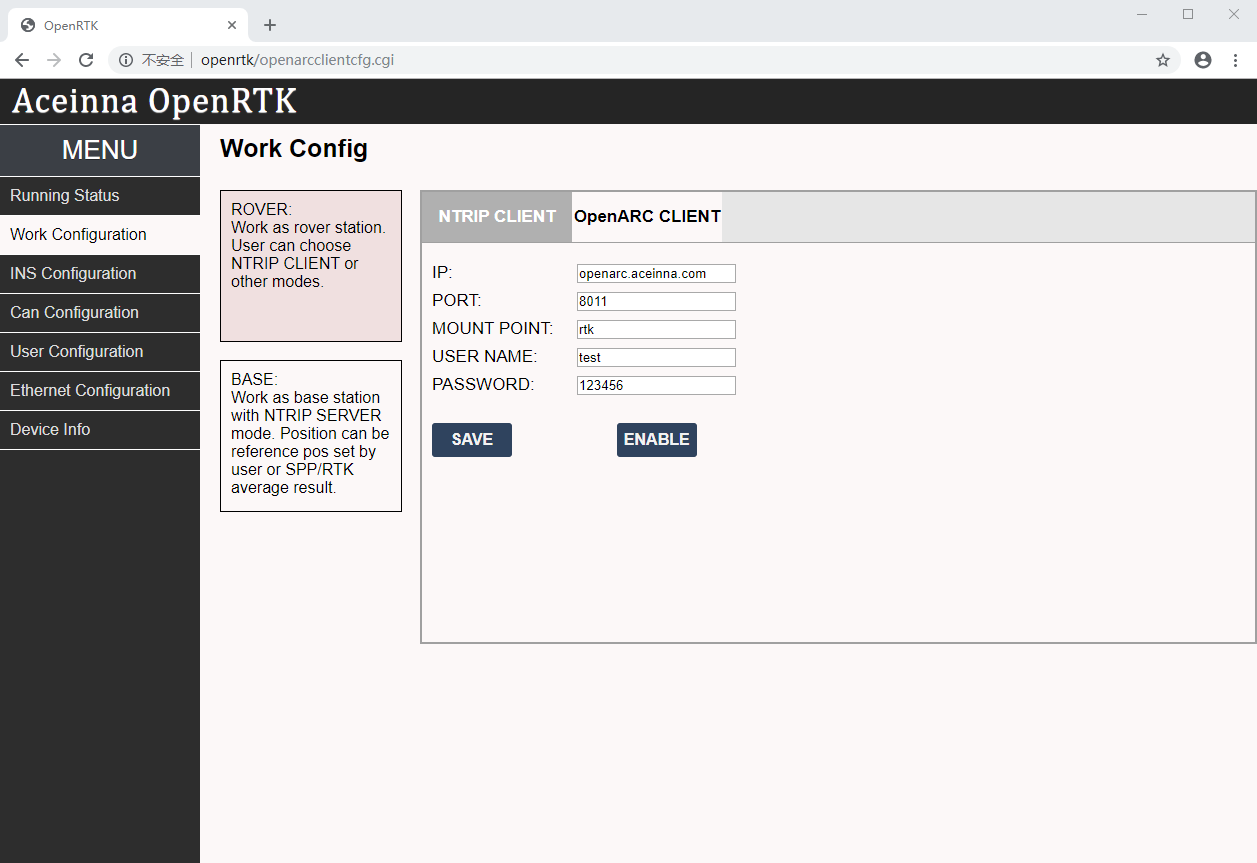 OpenRTK
不安全
openrtk/openarcclientcfg.cgi
Aceinna OpenRTK
MENU
Running Status
Work Configuration
INS Configuration
Can Configuration
User Configuration
Ethernet Configuration
Device Info
Work Config
ROVER:
Work as rover station.
User can choose
NTRIP CLIENT or
other modes.
BASE:
Work as base station
with NTRIP SERVER
mode. Position can be
reference pos set by
user or SPP/RTK
average result.
NTRIP CLIENT OpenARC CLIENT
IP: openarc.aceinna.com
PORT: 8011
MOUNT POINT: rtk
USER NAME: test
PASSWORD: 123456
SAVE ENABLE